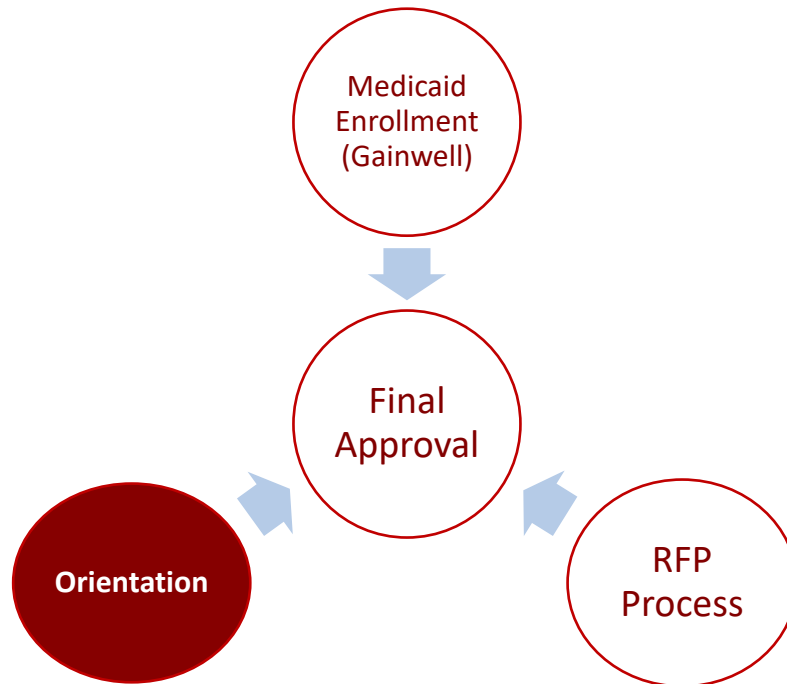 Medicaid
Enrollment
(Gainwell)
Final
Approval
Orientation
RFP
Process